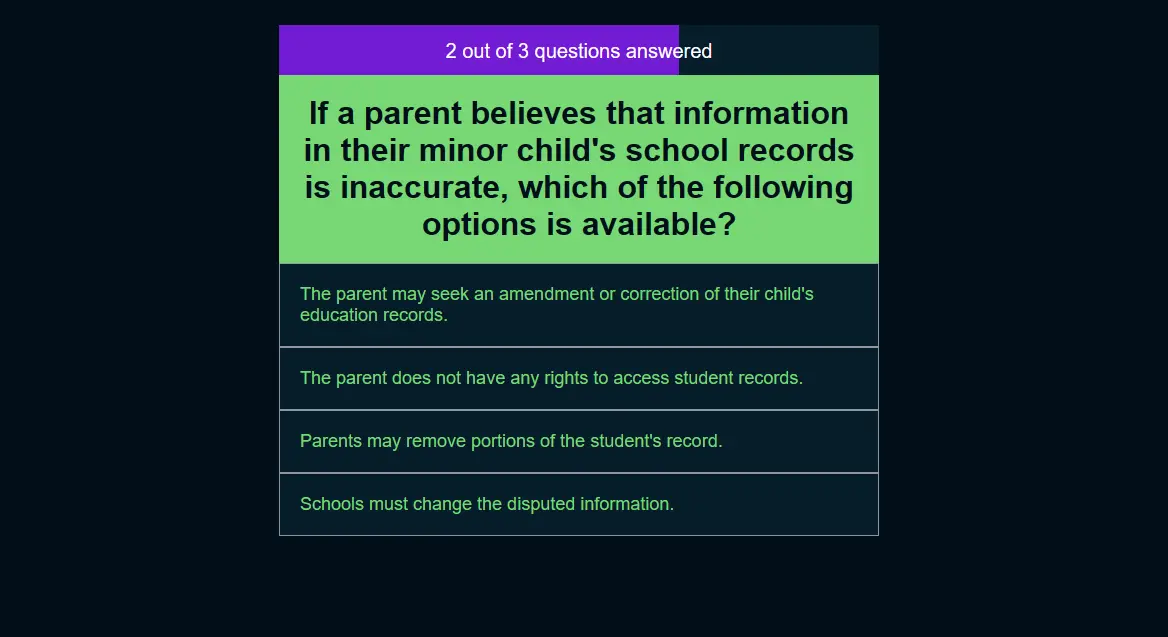 2 out of 3 questions answered
If a parent believes that information
in their minor child's school records
is inaccurate, which of the following
options is available?
The parent may seek an amendment or correction of their child's
education records.
The parent does not have any rights to access student records.
Parents may remove portions of the student's record.
Schools must change the disputed information.